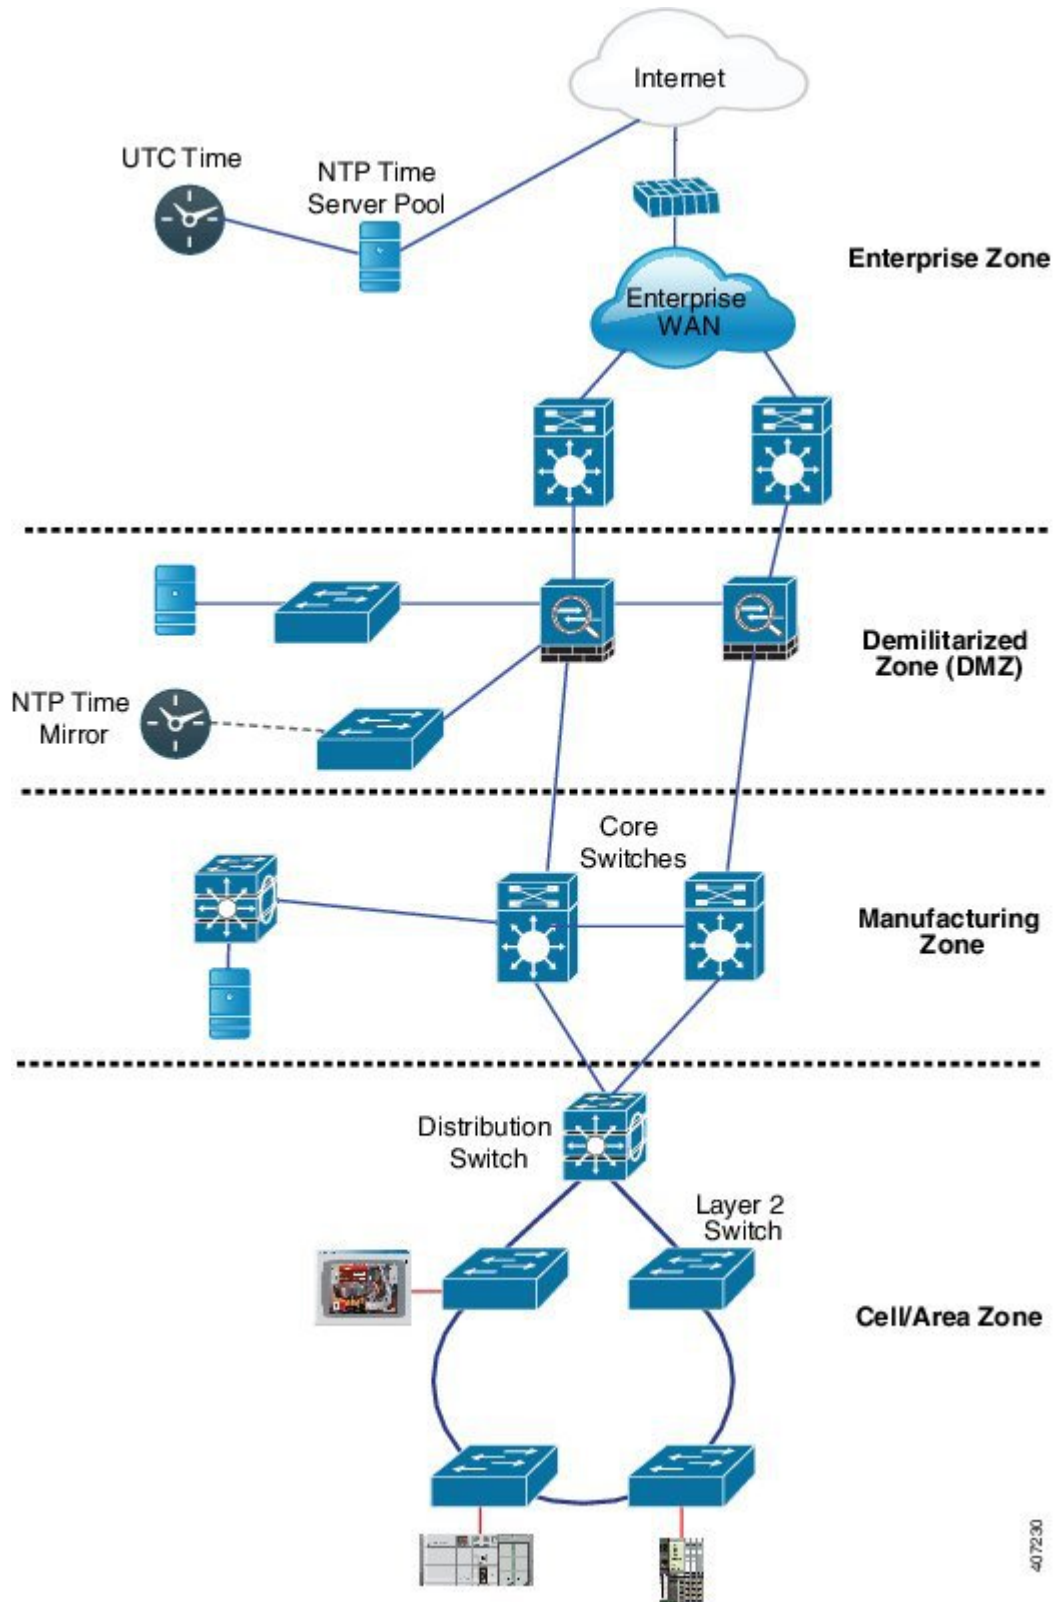 Internet
UTC Time
NTP Time
Server Pool
Enterprise Zone
Enterprise
WAN
Demilitarized
Zone (DMZ)
NTP Time
Mirror
Core
Switches
Manufacturing
Zone
Distribution
Switch
Layer 2
Switch
Cell/Area Zone
407230